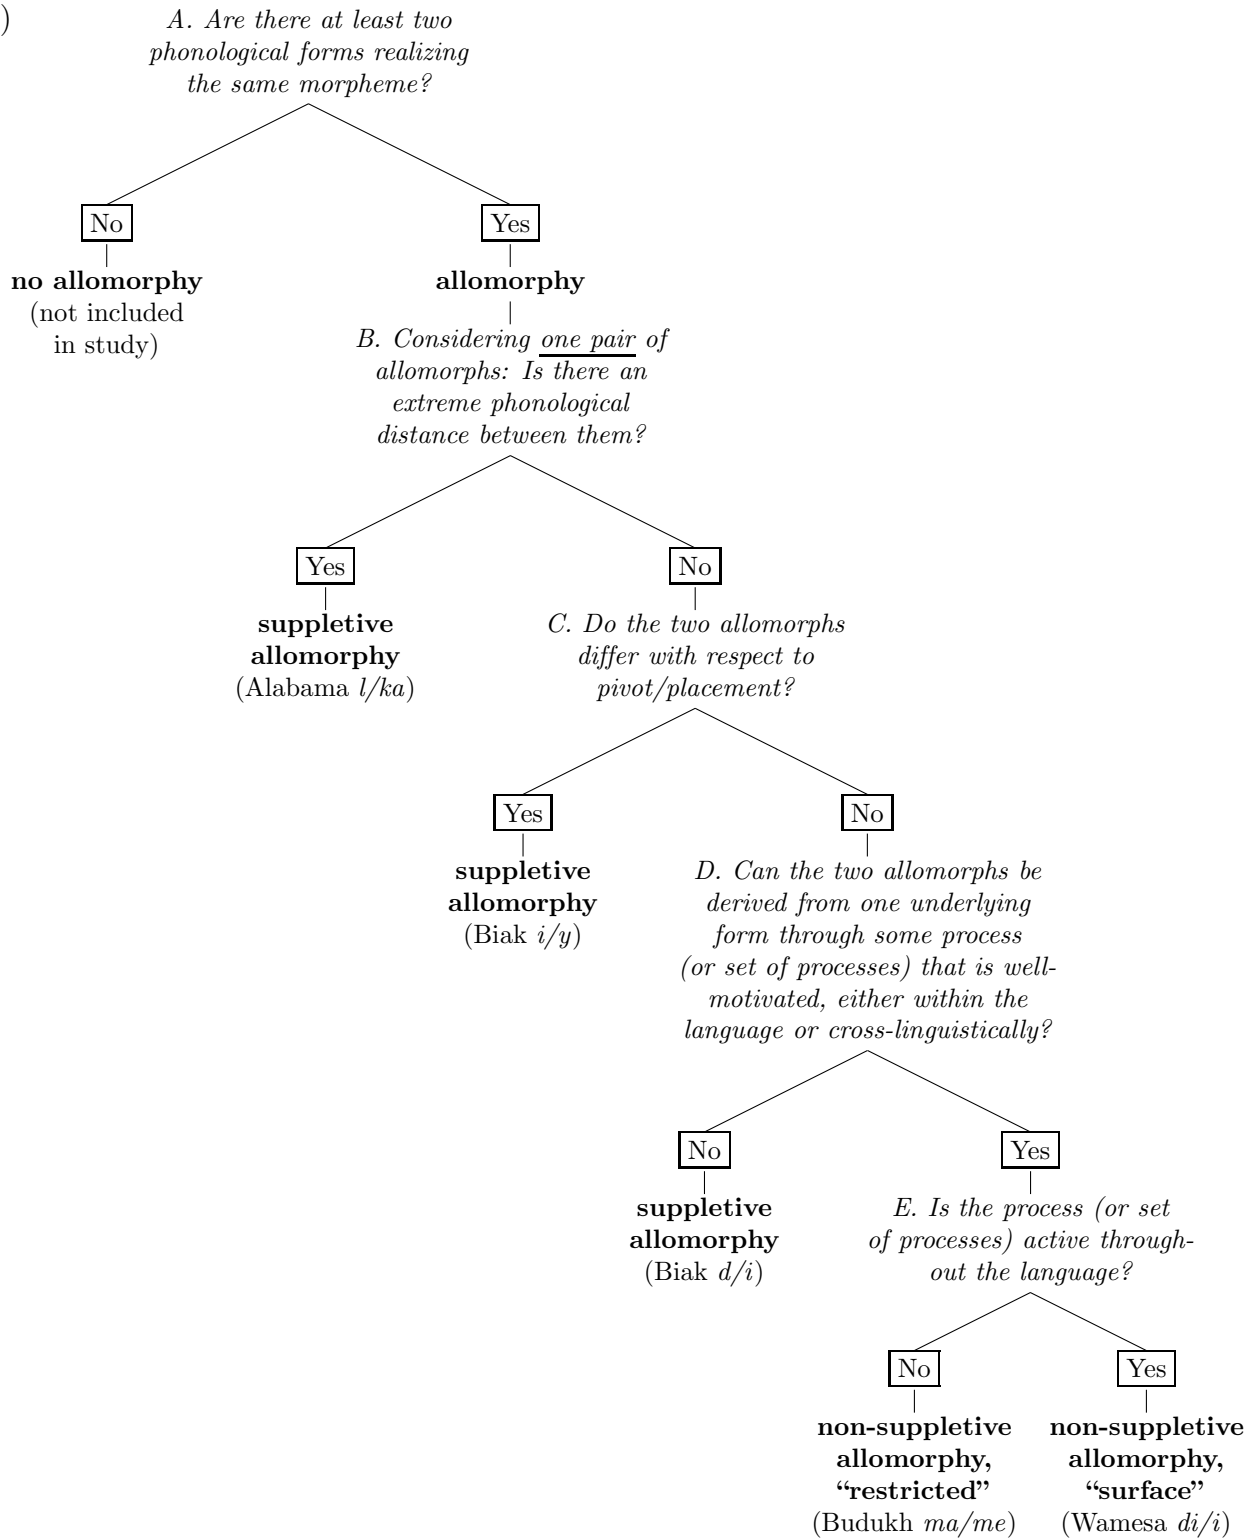 )
A. Are there at least two
phonological forms realizing
the same morpheme?
No
no allomorphy
(not included
in study)
Yes
allomorphy
B. Considering one pair of
allomorphs: Is there an
extreme phonological
distance between them?
Yes
suppletive
allomorphy
(Alabama l/ka)
No
C. Do the two allomorphs
differ with respect to
pivot/placement?
Yes
suppletive
allomorphy
(Biak i/y)
No
D. Can the two allomorphs be
derived from one underlying
form through some process
(or set of processes) that is well-
motivated, either within the
language or cross-linguistically?
No
suppletive
allomorphy
(Biak d/i)
Yes
E. Is the process (or set
of processes) active through-
out the language?
No
non-suppletive
allomorphy,
“restricted”
(Budukh ma/me)
Yes
non-suppletive
allomorphy,
“surface”
(Wamesa di/i)